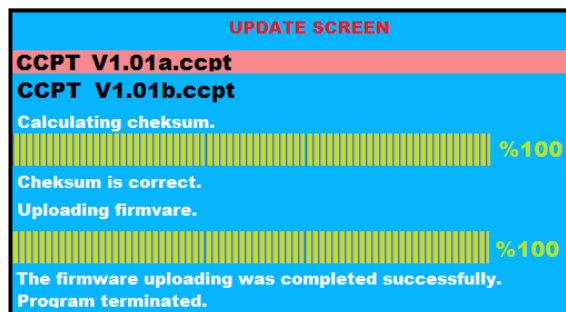 UPDATE SCREEN
CCPT V1.01a.ccpt
CCPT V1.01b.ccpt
Calculating cheksum.
%100
Cheksum is correct.
Uploading firmvare.
%100
The firmware uploading was completed successfully.
Program terminated.